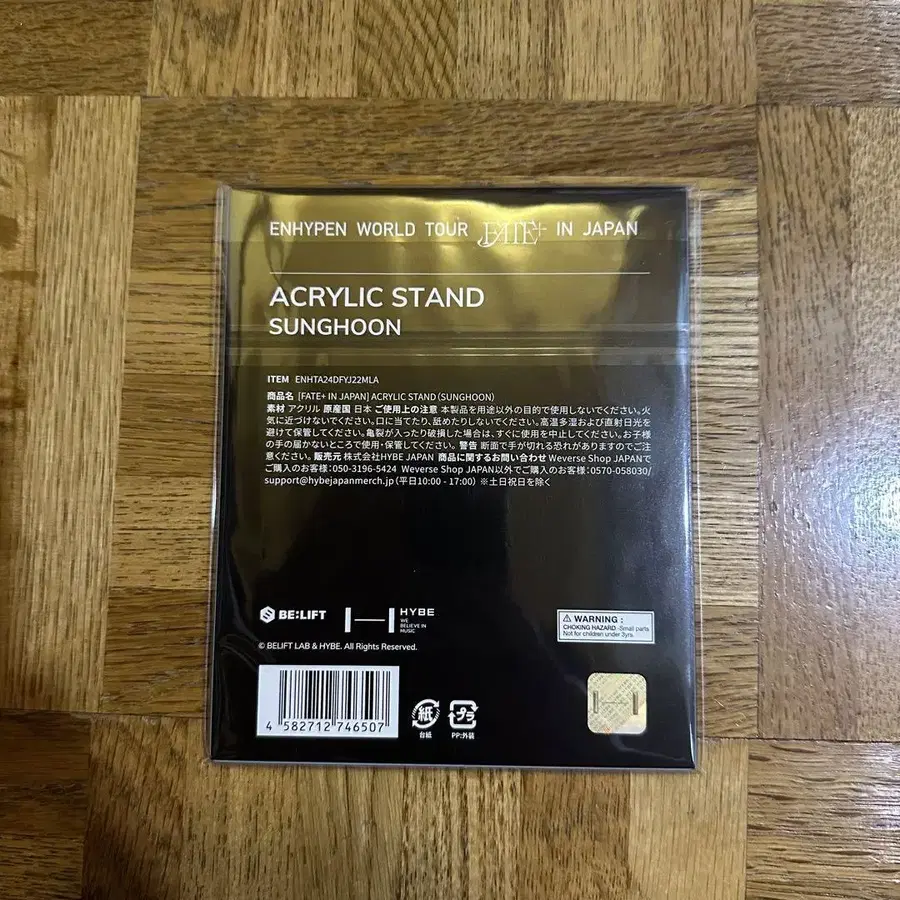 ENHYPEN WORLD TOUR FATE+ IN JAPAN
ACRYLIC STAND
SUNGHOON
ITEM ENHTA24DFYJ22MLA
商品名 [FATE+ IN JAPAN] ACRYLIC STAND (SUNGHOON)
素材 アクリル 原産国 日本 ご使用上の注意 本製品を用途以外の目的で使用しないでください。火
気に近づけないでください。口に当てたり、舐めたりしないでください。高温多湿および直射日光を
避けて保管してください。亀裂が入ったり破損した場合は、すぐに使用を中止してください。お子様
の手の届かないところで使用・保管してください。 警告 断面で手が切れる恐れがありますのでご注
意ください。 販売元 株式会社HYBE JAPAN 商品に関するお問い合わせ Weverse Shop JAPANで
ご購入のお客様：050-3196-5424 Weverse Shop JAPAN以外でご購入のお客様：0570-058030/
support@hybejapanmerch.jp (平日10:00 - 17:00) ※土日祝日を除く
BE:LIFT
HYBE
WE
BELIEVE IN
MUSIC
⚠ WARNING :
CHOKING HAZARD -Small parts
Not for children under 3yrs.
© BELIFT LAB & HYBE. All Rights Reserved.
4 582712 746507
紙
台紙
プラ
PP:外装